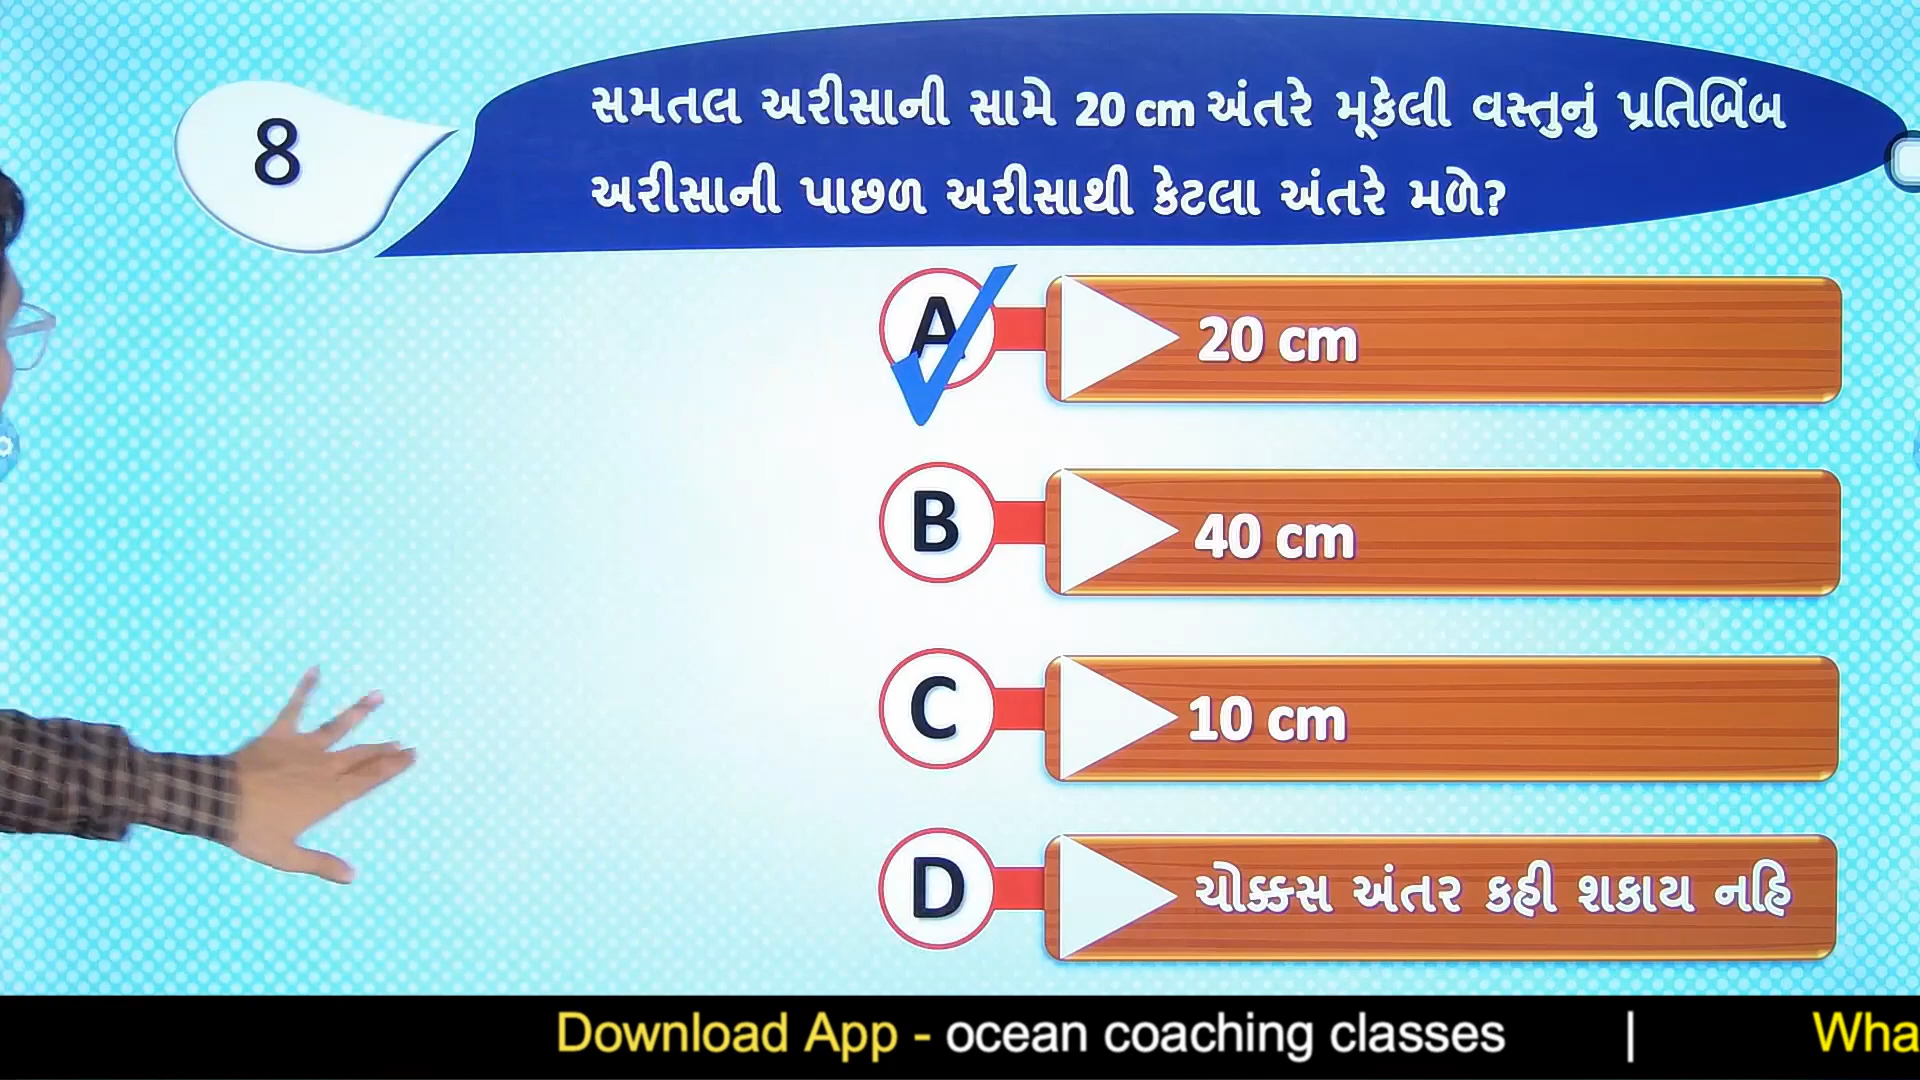 8
સમતલ અરીસાની સામે 20 cm અંતરે મૂકેલી વસ્તુનું પ્રતિબિંબ
અરીસાની પાછળ અરીસાથી કેટલા અંતરે મળે?
A
20 cm
B
40 cm
C
10 cm
D
ચોક્કસ અંતર કહી શકાય નહિ
Download App - ocean coaching classes | Wha